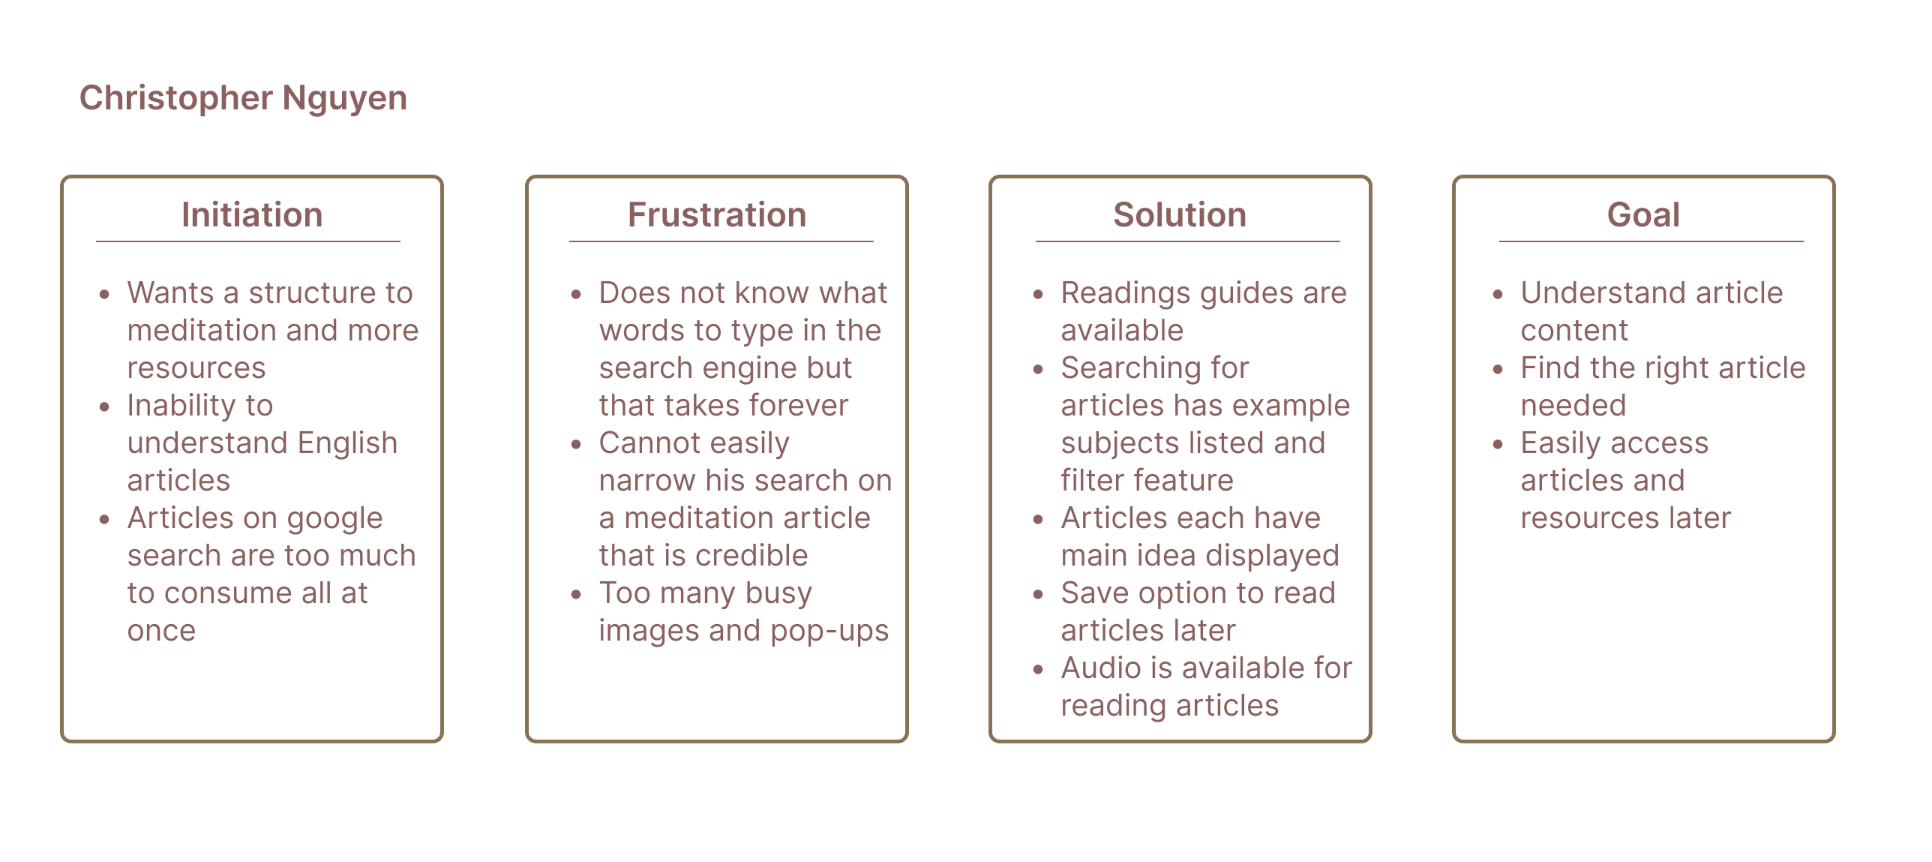 Christopher Nguyen
Initiation
• Wants a structure to
meditation and more
resources
• Inability to
understand English
articles
• Articles on google
search are too much
to consume all at
once
Frustration
• Does not know what
words to type in the
search engine but
that takes forever
• Cannot easily
narrow his search on
a meditation article
that is credible
• Too many busy
images and pop-ups
Solution
• Readings guides are
available
• Searching for
articles has example
subjects listed and
filter feature
• Articles each have
main idea displayed
• Save option to read
articles later
• Audio is available for
reading articles
Goal
• Understand article
content
• Find the right article
needed
• Easily access
articles and
resources later